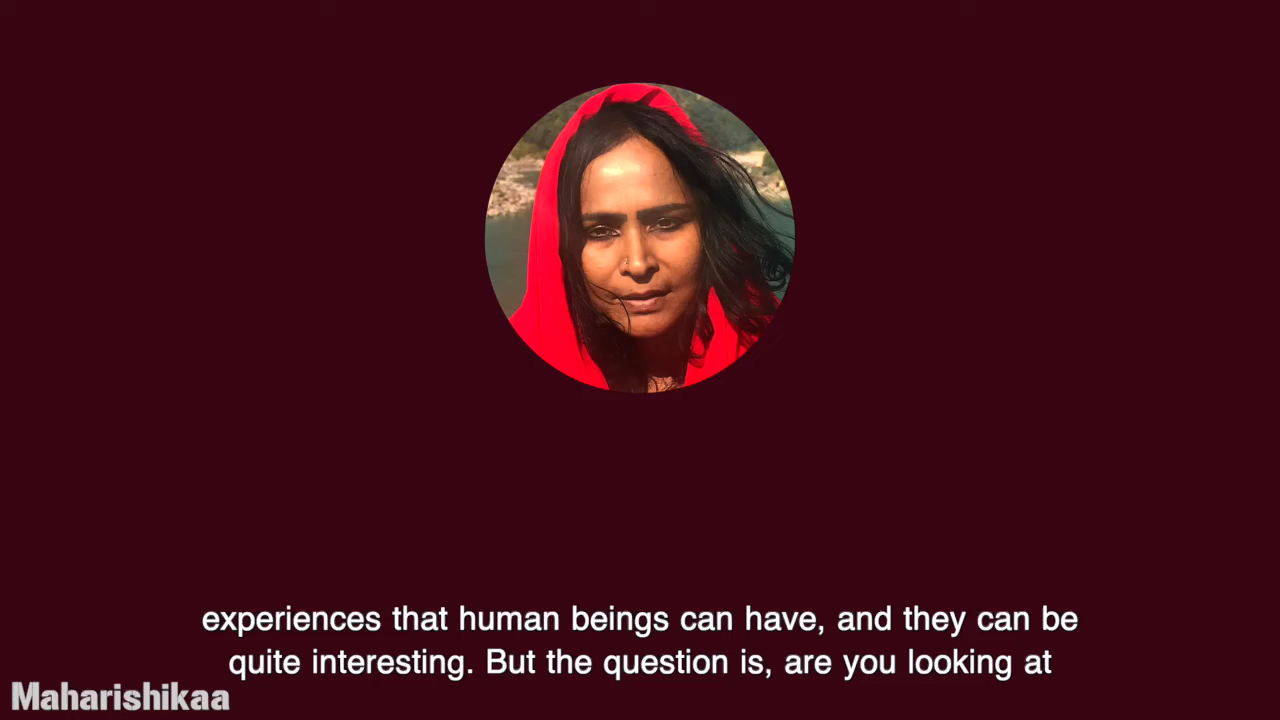 experiences that human beings can have, and they can be
quite interesting. But the question is, are you looking at
Maharishikaa